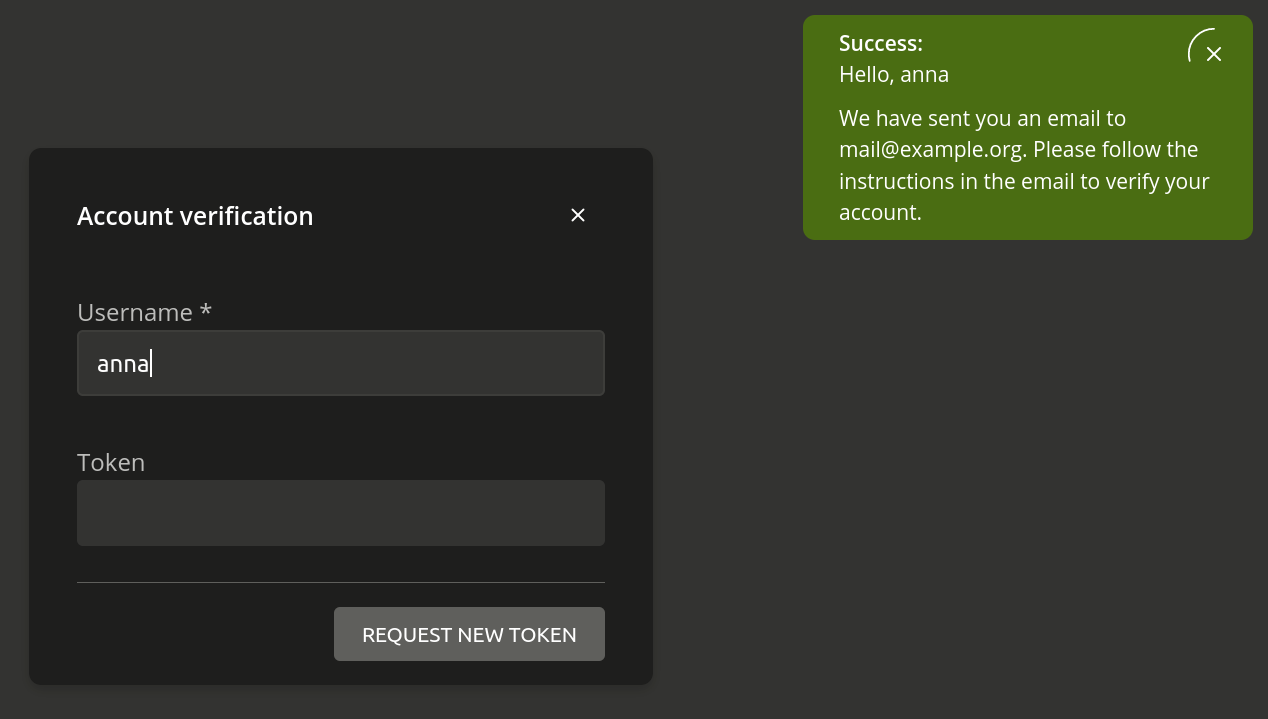 Success:
Hello, anna
We have sent you an email to
mail@example.org. Please follow the
instructions in the email to verify your
account.
Account verification
Username *
anna
Token
REQUEST NEW TOKEN